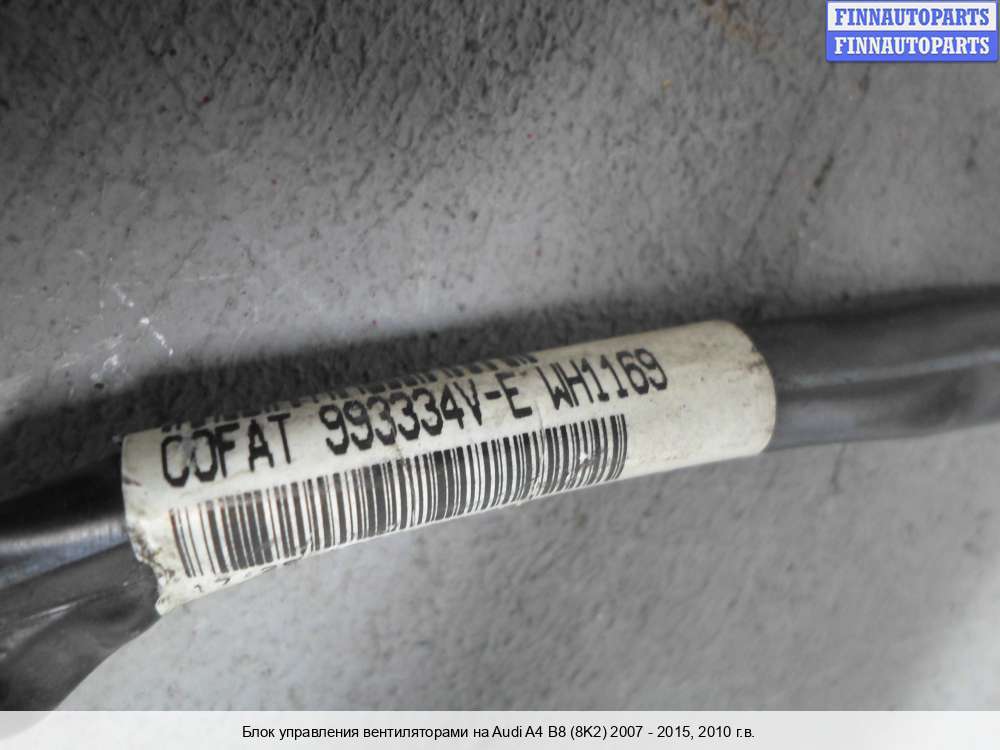 FINNAUTOPARTS
FINNAUTOPARTS
COFAT 993334V-E WH1169
Блок управления вентиляторами на Audi A4 B8 (8K2) 2007 - 2015, 2010 г.в.